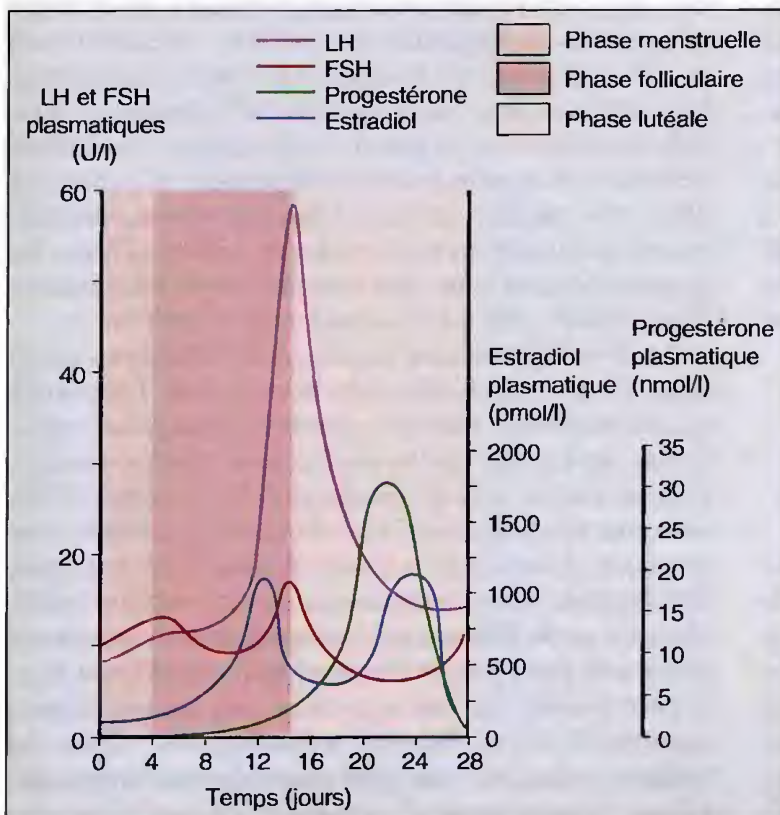 LH
FSH
Progestérone
Estradiol
Phase menstruelle
Phase folliculaire
Phase lutéale
LH et FSH
plasmatiques
(U/l)
60
40
20
0
Estradiol
plasmatique
(pmol/l)
2000
1500
1000
500
0
Progestérone
plasmatique
(nmol/l)
35
30
25
20
15
10
5
0
0 4 8 12 16 20 24 28
Temps (jours)